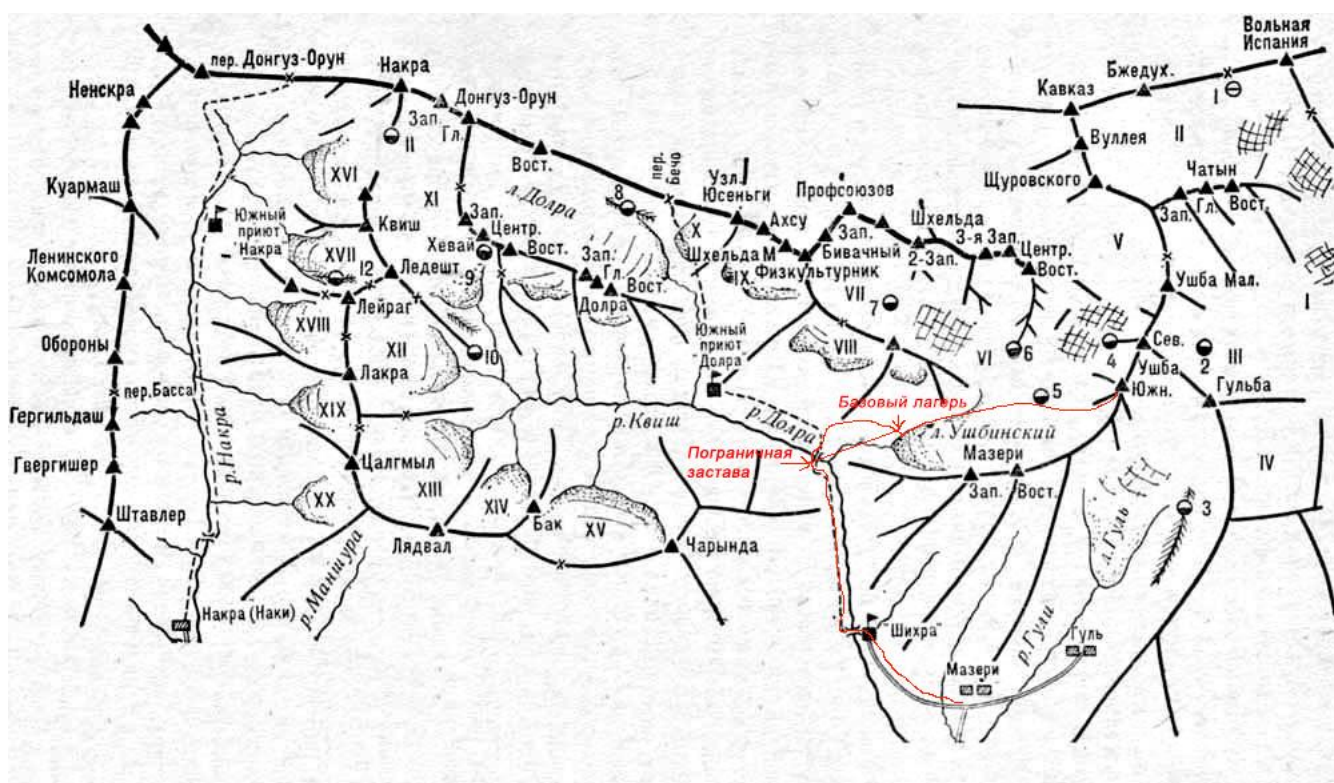 Вольная
Испания
пер. Донгуз-Орун
Накра
Бжедух.
Ненскра
Донгуз-Орун
Зап.
Гл.
Кавказ
I
II
II
Вуллея
Вост.
пер.
Бечо
Узл.
Юсеньги
Щуровского
Чатын
Зап.
Гл.
Вост.
Куармаш
XVI
XI
л. Долра
8
Профсоюзов
Южный
приют
"Накра"
Квиш
Зап.
Центр.
Хевай
Вост.
X
Ахсу
Зап.
Шхельда
3-я Зап.
Центр.
Вост.
V
Шхельда М
Бивачный
2-Зап.
Физкультурник
Ленинского
Комсомола
XVII
12
Ледешт
9
Зап.
Гл.
Вост.
Долра
IX
VII
7
Ушба Мал.
I
Лейраг
XVIII
XII
10
Южный
приют
"Долра"
VIII
VI
6
4
Сев.
2
III
Обороны
Лакра
5
Ушба
Южн.
Гульба
пер.Басса
XIX
р.Квиш
р.Долра
Базовый лагерь
л.Ушбинский
Гергильдаш
р.Накра
Цалгмыл
Пограничная
застава
Мазери
Зап.
Вост.
IV
Гвергишер
XX
XIII
XIV
Бак
XV
л.Гуль
3
Штавлер
Лядвал
Чарында
р.Маншура
Накра (Наки)
"Шихра"
р.Гули
Гуль
Мазери